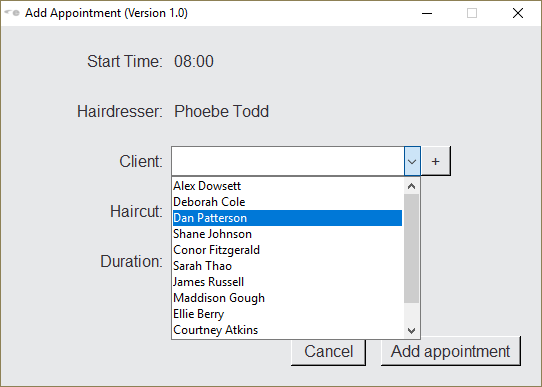 Add Appointment (Version 1.0)
Start Time: 08:00
Hairdresser: Phoebe Todd
Client: +
Alex Dowsett
Deborah Cole
Dan Patterson
Haircut:
Shane Johnson
Conor Fitzgerald
Duration:
Sarah Thao
James Russell
Maddison Gough
Ellie Berry
Courtney Atkins
Cancel Add appointment